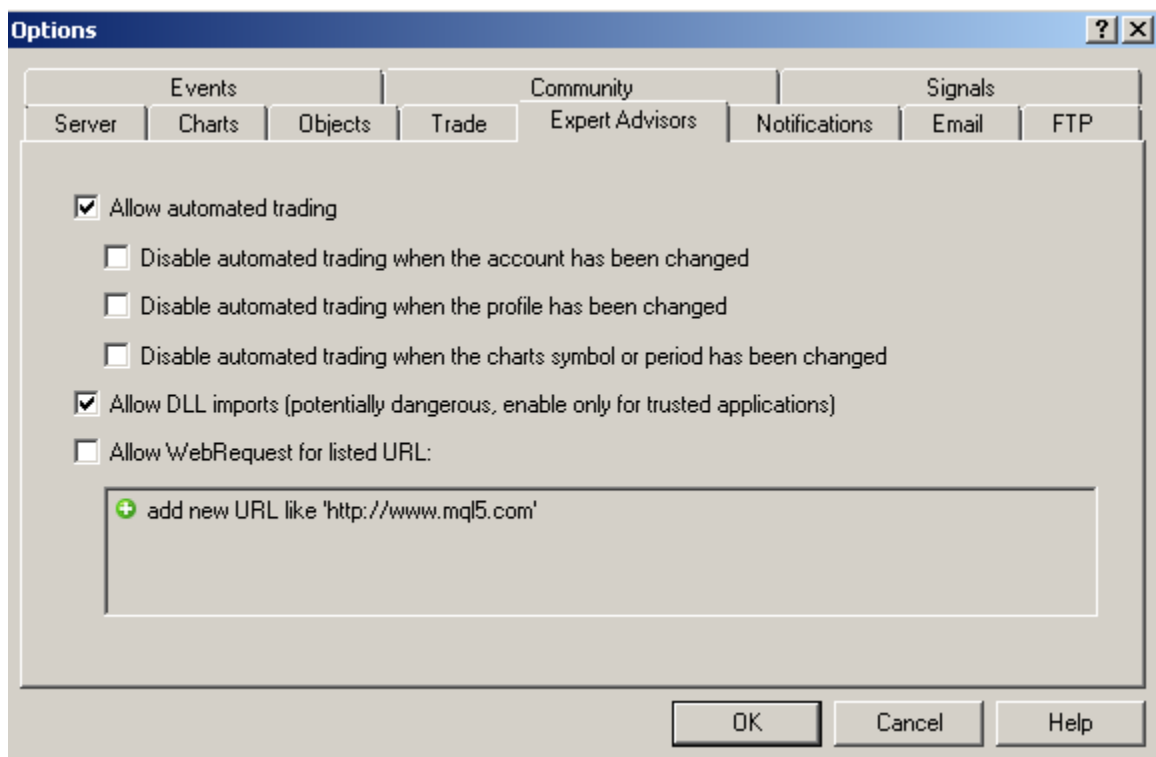 Options
Events Community Signals
Server Charts Objects Trade Expert Advisors Notifications Email FTP
Allow automated trading
Disable automated trading when the account has been changed
Disable automated trading when the profile has been changed
Disable automated trading when the charts symbol or period has been changed
Allow DLL imports (potentially dangerous, enable only for trusted applications)
Allow WebRequest for listed URL:
add new URL like 'http://www.mql5.com'
OK Cancel Help